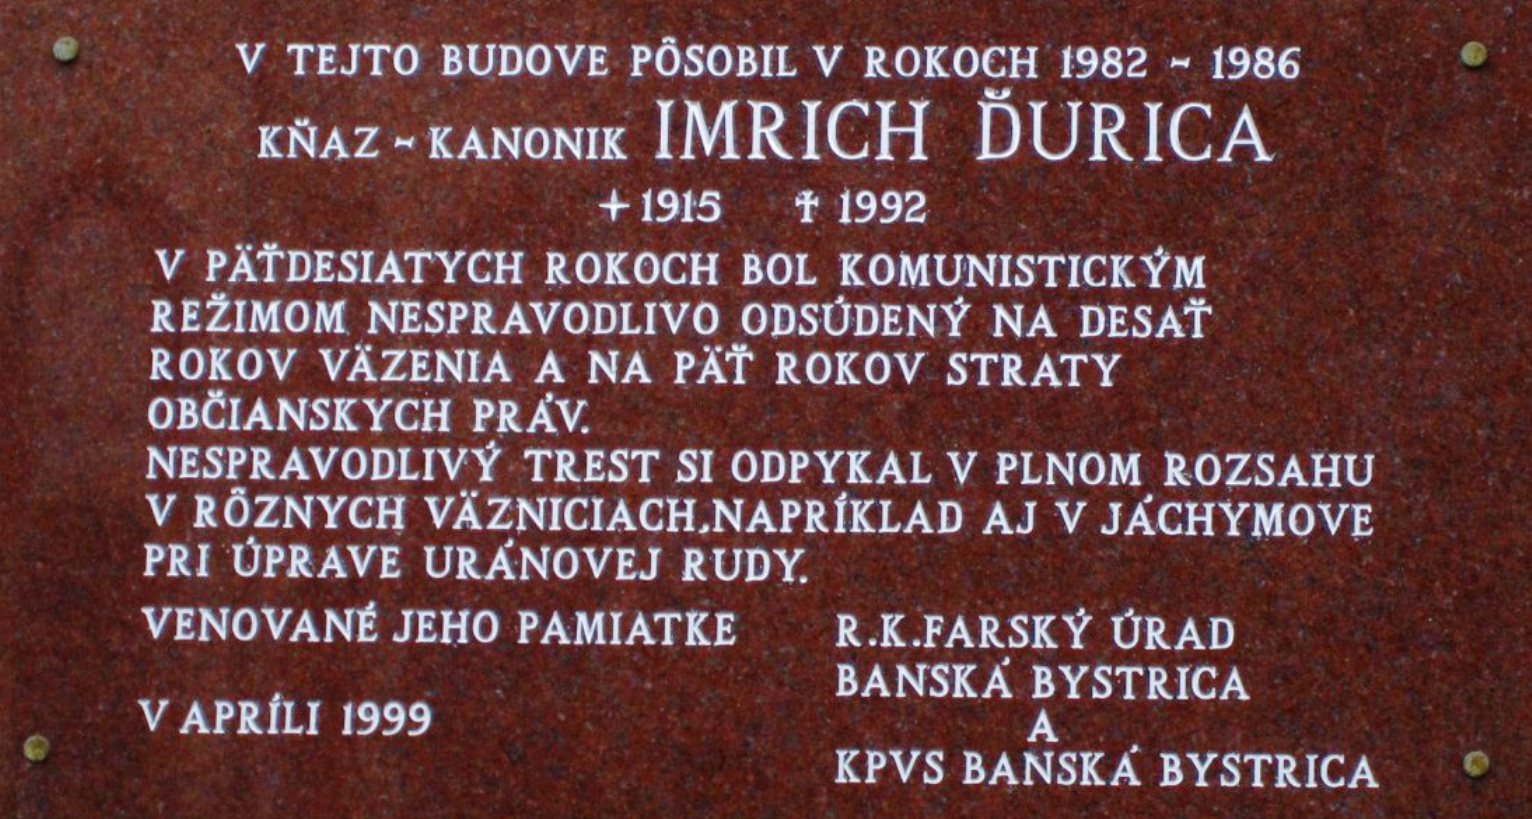 V TEJTO BUDOVE PÔSOBIL V ROKOCH 1982 - 1986
KŇAZ - KANONIK IMRICH ĎURICA
+ 1915 † 1992
V PÄŤDESIATYCH ROKOCH BOL KOMUNISTICKÝM
REŽIMOM NESPRAVODLIVO ODSÚDENÝ NA DESAŤ
ROKOV VÄZENIA A NA PÄŤ ROKOV STRATY
OBČIANSKYCH PRÁV.
NESPRAVODLIVÝ TREST SI ODPYKAL V PLNOM ROZSAHU
V RÔZNYCH VÄZNICIACH, NAPRÍKLAD AJ V JÁCHYMOVE
PRI ÚPRAVE URÁNOVEJ RUDY.
VENOVANÉ JEHO PAMIATKE
V APRÍLI 1999
R.K.FARSKÝ ÚRAD
BANSKÁ BYSTRICA
A
KPVS BANSKÁ BYSTRICA